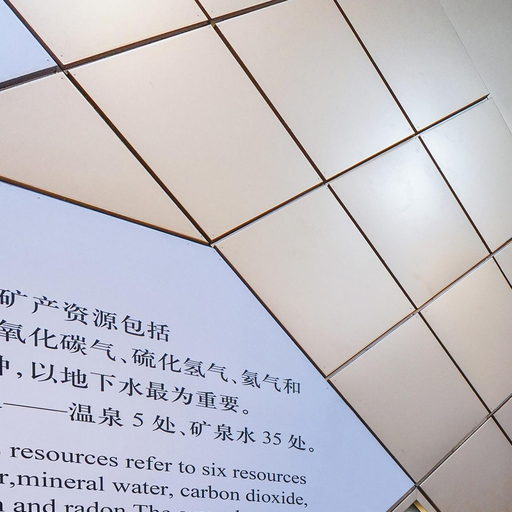 矿产资源包括
氧化碳气、硫化氢气、氦气和
中，以地下水最为重要。
——温泉 5 处、矿泉水 35 处。
resources refer to six resources
r,mineral water, carbon dioxide,
and radon.The